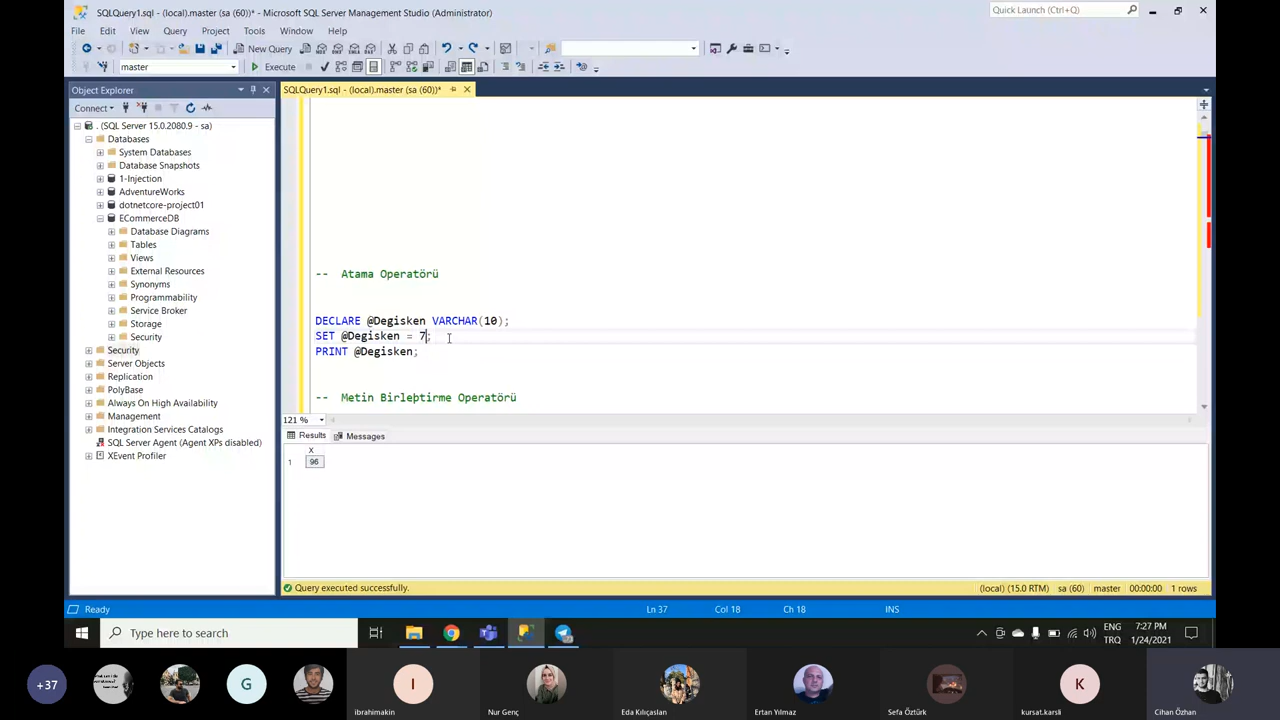 SQLQuery1.sql - (local).master (sa (60))* - Microsoft SQL Server Management Studio (Administrator)
Quick Launch (Ctrl+Q)
File Edit View Query Project Tools Window Help
New Query
master
Execute
Object Explorer
SQLQuery1.sql - (local).master (sa (60))*
Connect
. (SQL Server 15.0.2080.9 - sa)
Databases
System Databases
Database Snapshots
1-Injection
AdventureWorks
dotnetcore-project01
ECommerceDB
Database Diagrams
Tables
Views
External Resources
Synonyms
Programmability
Service Broker
Storage
Security
Security
Server Objects
Replication
PolyBase
Always On High Availability
Management
Integration Services Catalogs
SQL Server Agent (Agent XPs disabled)
XEvent Profiler
-- Atama Operatörü
DECLARE @Degisken VARCHAR(10);
SET @Degisken = 7;
PRINT @Degisken;
-- Metin Birleþtirme Operatörü
121 %
Results Messages
X
1 96
Query executed successfully.
(local) (15.0 RTM) sa (60) master 00:00:00 1 rows
Ready
Ln 37 Col 18 Ch 18 INS
Type here to search
ENG
TRQ
7:27 PM
1/24/2021
+37
G
I
K
ibrahimakin
Nur Genç
Eda Kılıçaslan
Ertan Yılmaz
Sefa Öztürk
kursat.karsli
Cihan Özhan